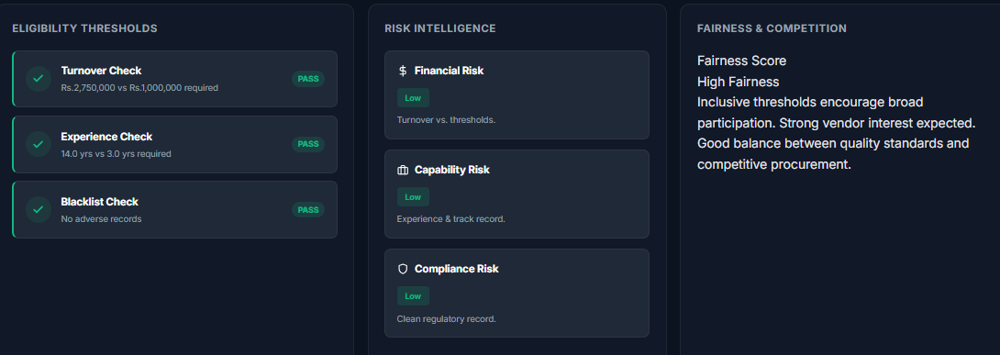 ELIGIBILITY THRESHOLDS
Turnover Check
Rs.2,750,000 vs Rs.1,000,000 required
PASS
Experience Check
14.0 yrs vs 3.0 yrs required
PASS
Blacklist Check
No adverse records
PASS
RISK INTELLIGENCE
Financial Risk
Low
Turnover vs. thresholds.
Capability Risk
Low
Experience & track record.
Compliance Risk
Low
Clean regulatory record.
FAIRNESS & COMPETITION
Fairness Score
High Fairness
Inclusive thresholds encourage broad
participation. Strong vendor interest expected.
Good balance between quality standards and
competitive procurement.